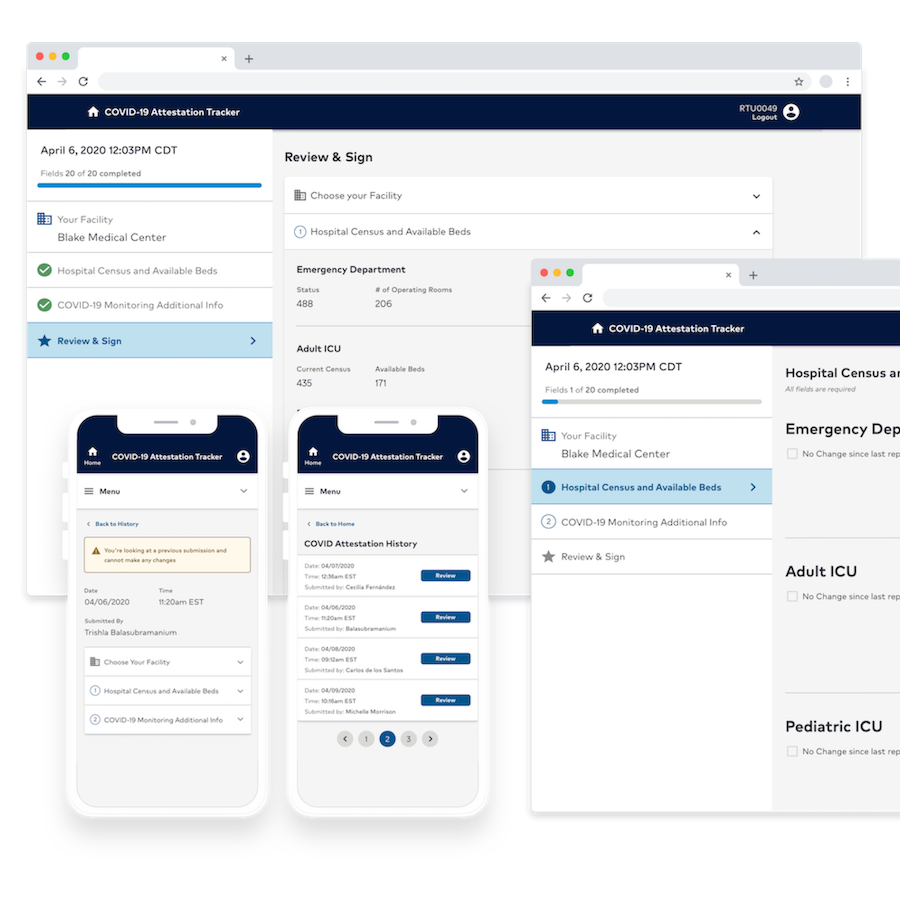 COVID-19 Attestation Tracker
RTU0049
Logout
April 6, 2020 12:03PM CDT
Fields 20 of 20 completed
Your Facility
Blake Medical Center
Hospital Census and Available Beds
COVID-19 Monitoring Additional Info
Review & Sign
Review & Sign
Choose your Facility
1 Hospital Census and Available Beds
Emergency Department
Status # of Operating Rooms
488 206
Adult ICU
Current Census Available Beds
435 171
Home COVID-19 Attestation Tracker
Menu
Back to History
You're looking at a previous submission and
cannot make any changes
Date Time
04/06/2020 11:20am EST
Submitted By
Trishla Balasubramanium
Choose Your Facility
1 Hospital Census and Available Beds
2 COVID-19 Monitoring Additional Info
Home COVID-19 Attestation Tracker
Menu
Back to Home
COVID Attestation History
Date: 04/07/2020
Time: 12:36am EST
Submitted by: Cecilia Fernández
Review
Date: 04/06/2020
Time: 11:20am EST
Submitted by: Balasubramanium
Review
Date: 04/08/2020
Time: 09:12am EST
Submitted by: Carlos de los Santos
Review
Date: 04/09/2020
Time: 10:16am EST
Submitted by: Michelle Morrison
Review
1 2 3
COVID-19 Attestation Tracker
April 6, 2020 12:03PM CDT
Fields 1 of 20 completed
Your Facility
Blake Medical Center
1 Hospital Census and Available Beds
2 COVID-19 Monitoring Additional Info
Review & Sign
Hospital Census an
All fields are required
Emergency Dep
No Change since last rep
Adult ICU
No Change since last rep
Pediatric ICU
No Change since last rep